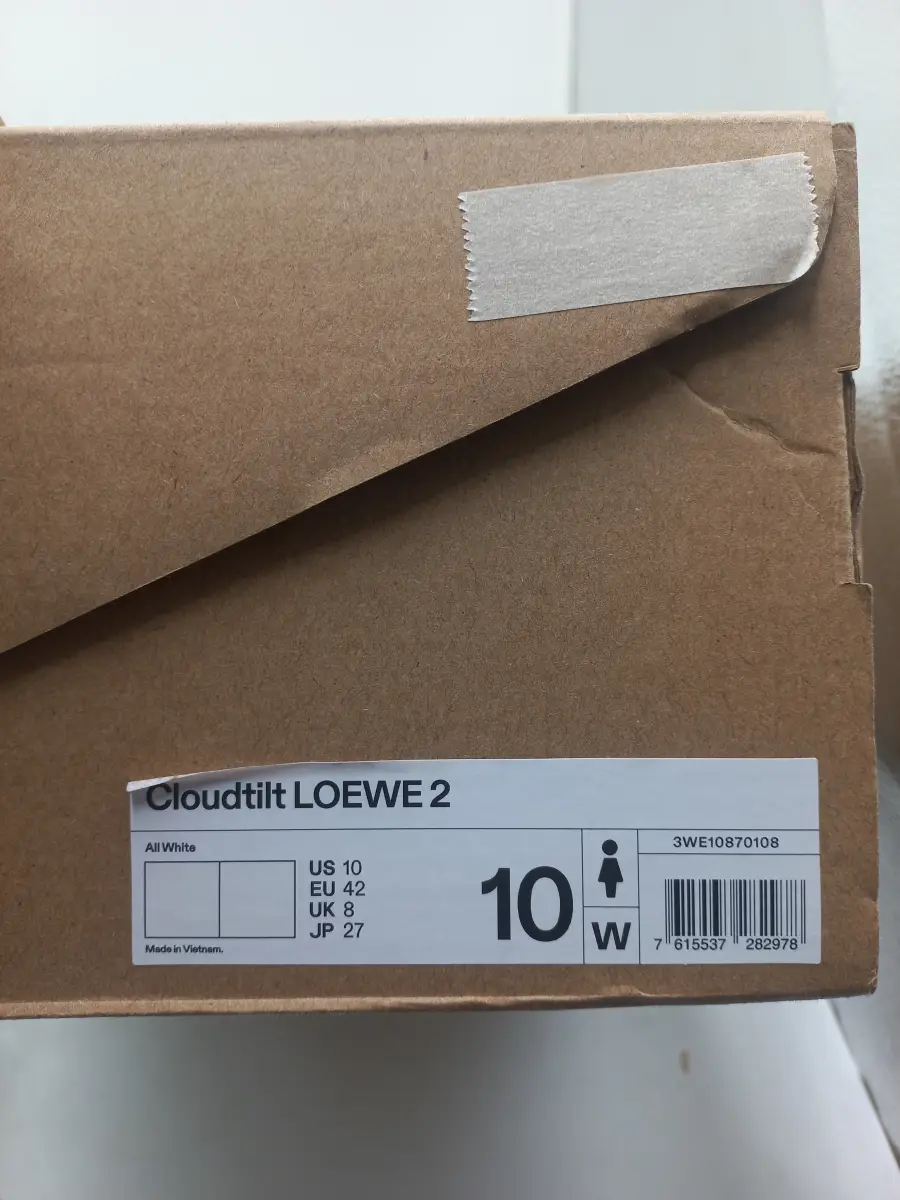 Cloudtilt LOEWE 2
All White
US 10
EU 42
UK 8
JP 27
Made in Vietnam.
10
W
3WE10870108
7 615537 282978